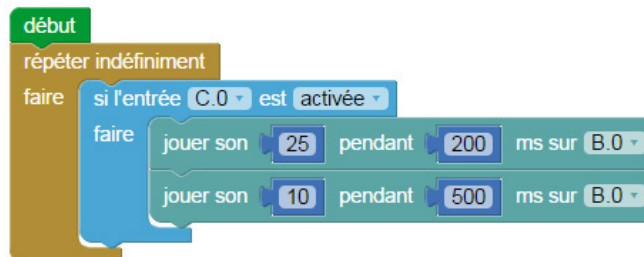 début
répéter indéfiniment
faire si l'entrée C.0 est activée
faire jouer son 25 pendant 200 ms sur B.0
jouer son 10 pendant 500 ms sur B.0